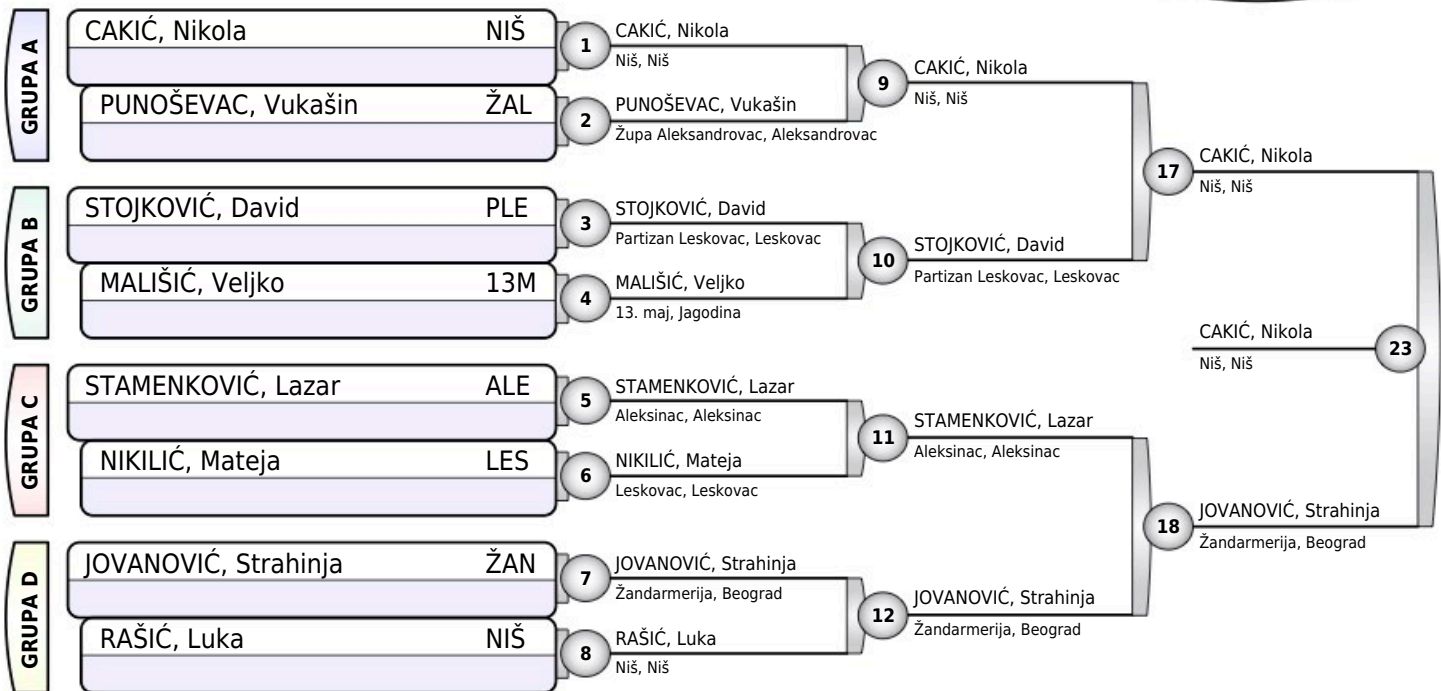 GRUPA A
CAKIĆ, Nikola NIŠ
PUNOŠEVAC, Vukašin ŽAL
1
CAKIĆ, Nikola
Niš, Niš
2
PUNOŠEVAC, Vukašin
Župa Aleksandrovac, Aleksandrovac
9
CAKIĆ, Nikola
Niš, Niš
GRUPA B
STOJKOVIĆ, David PLE
MALIŠIĆ, Veljko 13M
3
STOJKOVIĆ, David
Partizan Leskovac, Leskovac
4
MALIŠIĆ, Veljko
13. maj, Jagodina
10
STOJKOVIĆ, David
Partizan Leskovac, Leskovac
17
CAKIĆ, Nikola
Niš, Niš
GRUPA C
STAMENKOVIĆ, Lazar ALE
NIKILIĆ, Mateja LES
5
STAMENKOVIĆ, Lazar
Aleksinac, Aleksinac
6
NIKILIĆ, Mateja
Leskovac, Leskovac
11
STAMENKOVIĆ, Lazar
Aleksinac, Aleksinac
GRUPA D
JOVANOVIĆ, Strahinja ŽAN
RAŠIĆ, Luka NIŠ
7
JOVANOVIĆ, Strahinja
Žandarmerija, Beograd
8
RAŠIĆ, Luka
Niš, Niš
12
JOVANOVIĆ, Strahinja
Žandarmerija, Beograd
18
JOVANOVIĆ, Strahinja
Žandarmerija, Beograd
CAKIĆ, Nikola
Niš, Niš
23